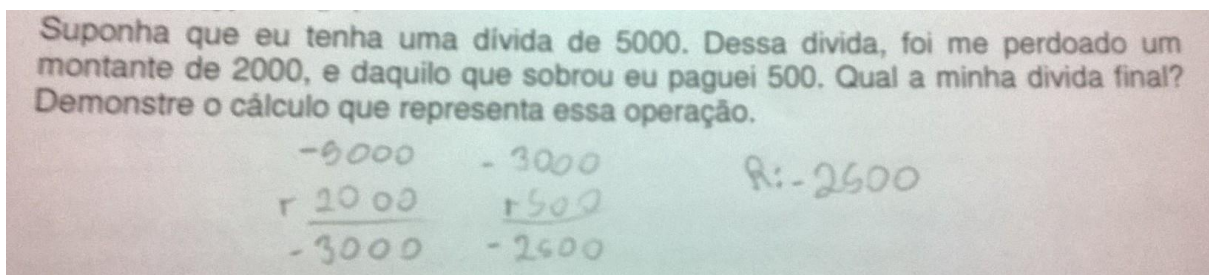 Suponha que eu tenha uma dívida de 5000. Dessa divida, foi me perdoado um
montante de 2000, e daquilo que sobrou eu paguei 500. Qual a minha divida final?
Demonstre o cálculo que representa essa operação.
-5000 - 3000
+ 2000 +500 R:-2500
-3000 - 2500